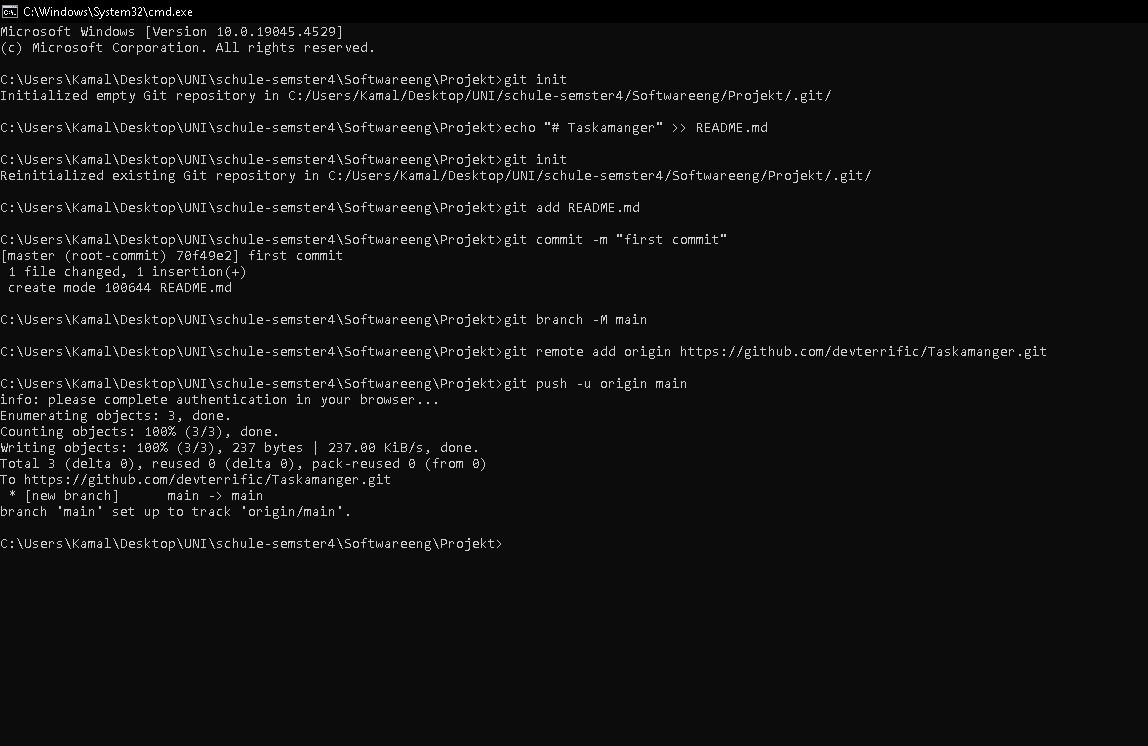 C:\Windows\System32\cmd.exe
Microsoft Windows [Version 10.0.19045.4529]
(c) Microsoft Corporation. All rights reserved.
C:\Users\Kamal\Desktop\UNI\schule-semster4\Softwareeng\Projekt>git init
Initialized empty Git repository in C:/Users/Kamal/Desktop/UNI/schule-semster4/Softwareeng/Projekt/.git/
C:\Users\Kamal\Desktop\UNI\schule-semster4\Softwareeng\Projekt>echo "# Taskamanger" >> README.md
C:\Users\Kamal\Desktop\UNI\schule-semster4\Softwareeng\Projekt>git init
Reinitialized existing Git repository in C:/Users/Kamal/Desktop/UNI/schule-semster4/Softwareeng/Projekt/.git/
C:\Users\Kamal\Desktop\UNI\schule-semster4\Softwareeng\Projekt>git add README.md
C:\Users\Kamal\Desktop\UNI\schule-semster4\Softwareeng\Projekt>git commit -m "first commit"
[master (root-commit) 70f49e2] first commit
 1 file changed, 1 insertion(+)
 create mode 100644 README.md
C:\Users\Kamal\Desktop\UNI\schule-semster4\Softwareeng\Projekt>git branch -M main
C:\Users\Kamal\Desktop\UNI\schule-semster4\Softwareeng\Projekt>git remote add origin https://github.com/devterrific/Taskamanger.git
C:\Users\Kamal\Desktop\UNI\schule-semster4\Softwareeng\Projekt>git push -u origin main
info: please complete authentication in your browser...
Enumerating objects: 3, done.
Counting objects: 100% (3/3), done.
Writing objects: 100% (3/3), 237 bytes | 237.00 KiB/s, done.
Total 3 (delta 0), reused 0 (delta 0), pack-reused 0 (from 0)
To https://github.com/devterrific/Taskamanger.git
 * [new branch]      main -> main
branch 'main' set up to track 'origin/main'.
C:\Users\Kamal\Desktop\UNI\schule-semster4\Softwareeng\Projekt>